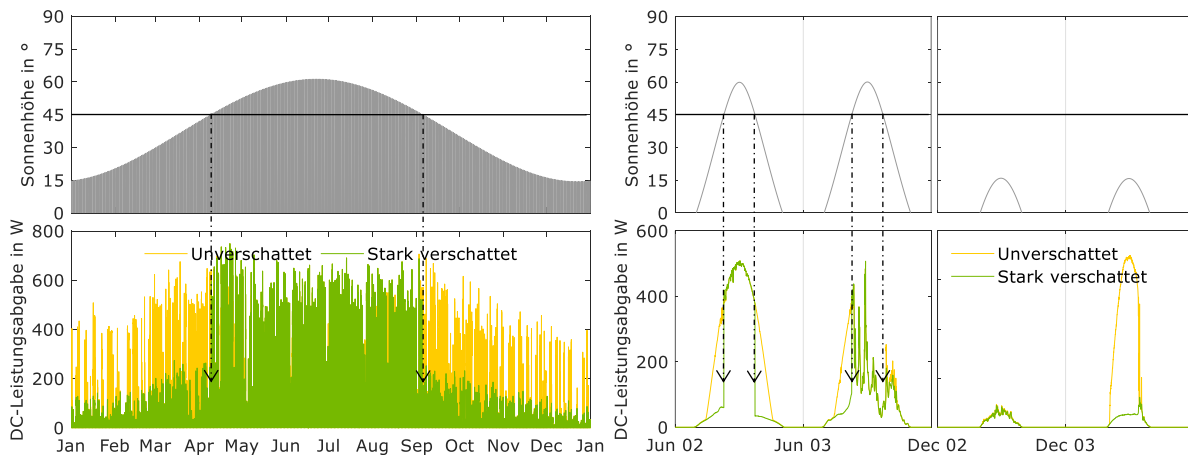 Sonnenhöhe in °
90
75
60
45
30
15
0
DC-Leistungsabgabe in W
800
600
400
200
0
Unverschattet
Stark verschattet
Jan Feb Mar Apr May Jun Jul Aug Sep Oct Nov Dec Jan
Sonnenhöhe in °
90
75
60
45
30
15
0
DC-Leistungsabgabe in W
600
400
200
0
Unverschattet
Stark verschattet
Jun 02 Jun 03 Dec 02 Dec 03